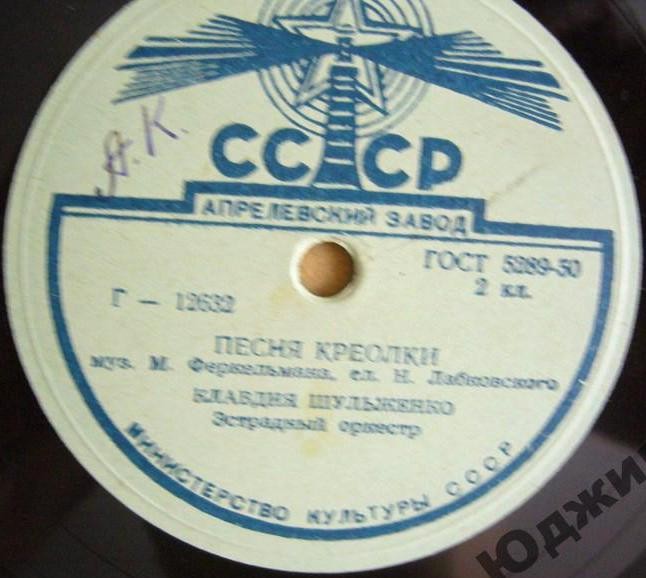 А. К.
СССР
АПРЕЛЕВСКИЙ ЗАВОД
ГОСТ 5289-50
2 кл.
Г – 12632
ПЕСНЯ КРЕОЛКИ
муз. М. Феркельмана, сл. Н. Лабковского
КЛАВДИЯ ШУЛЬЖЕНКО
Эстрадный оркестр
МИНИСТЕРСТВО КУЛЬТУРЫ СССР